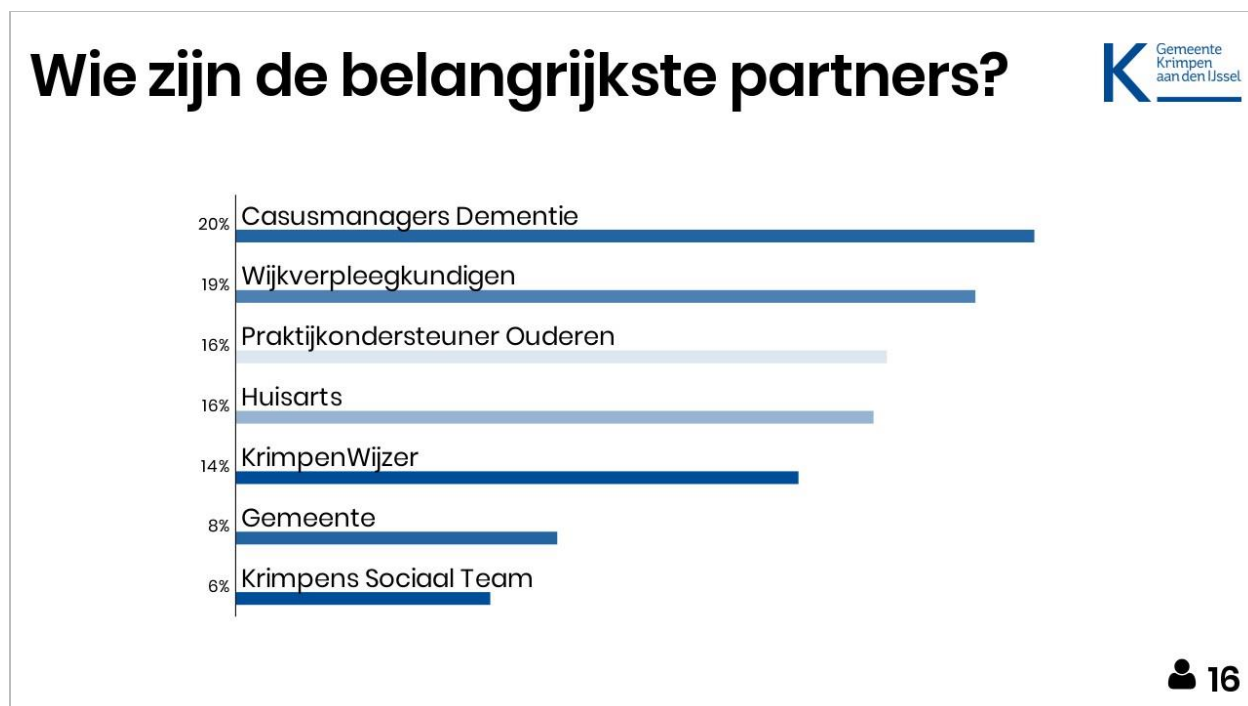 Wie zijn de belangrijkste partners?
Gemeente
Krimpen
aan den IJssel
20% Casusmanagers Dementie
19% Wijkverpleegkundigen
16% Praktijkondersteuner Ouderen
16% Huisarts
14% KrimpenWijzer
8% Gemeente
6% Krimpens Sociaal Team
16